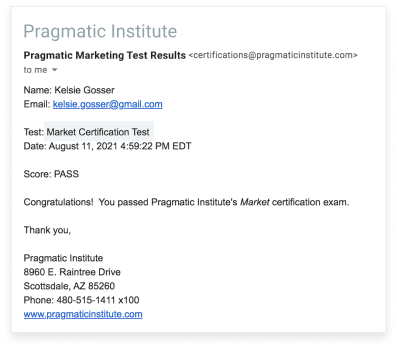 Pragmatic Institute
Pragmatic Marketing Test Results <certifications@pragmaticinstitute.com>
to me
Name: Kelsie Gosser
Email: kelsie.gosser@gmail.com
Test: Market Certification Test
Date: August 11, 2021 4:59:22 PM EDT
Score: PASS
Congratulations!  You passed Pragmatic Institute's Market certification exam.
Thank you,
Pragmatic Institute
8960 E. Raintree Drive
Scottsdale, AZ 85260
Phone: 480-515-1411 x100
www.pragmaticinstitute.com